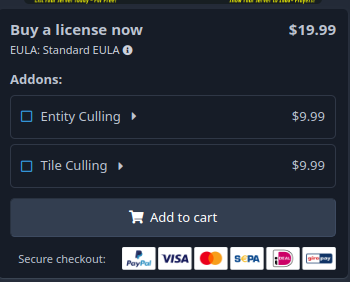 Buy a license now $19.99
EULA: Standard EULA
Addons:
Entity Culling $9.99
Tile Culling $9.99
Add to cart
Secure checkout: PayPal VISA mastercard SEPA iDEAL giropay